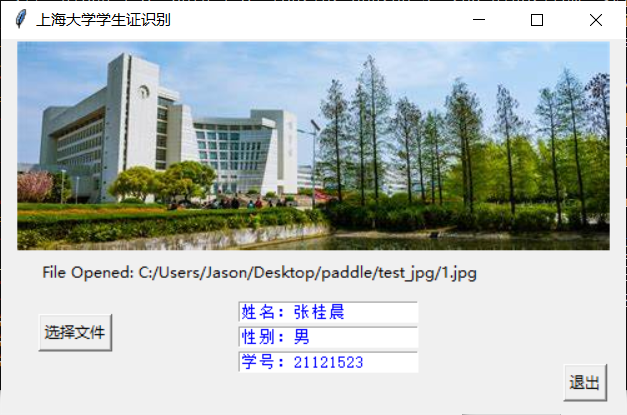 上海大学学生证识别
File Opened: C:/Users/Jason/Desktop/paddle/test_jpg/1.jpg
选择文件
姓名：张桂晨
性别：男
学号：21121523
退出